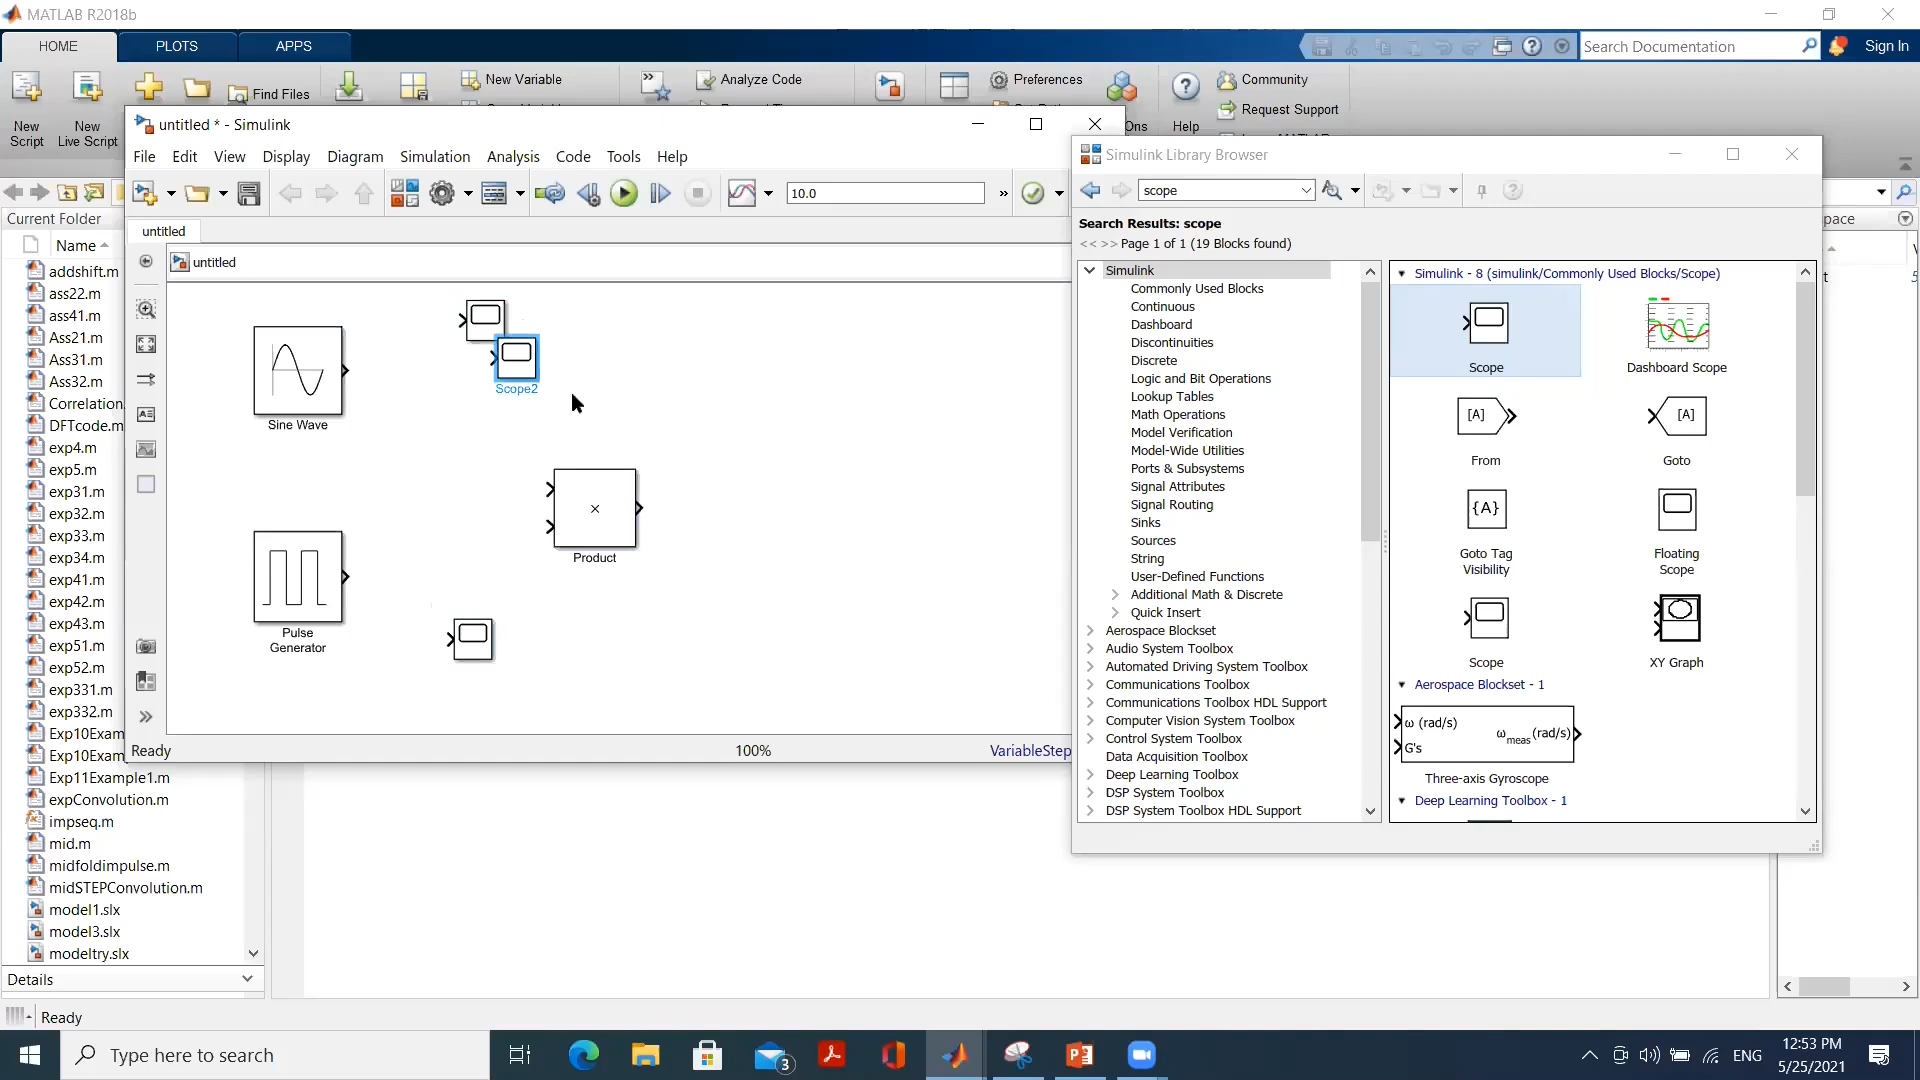 MATLAB R2018b
HOME
PLOTS
APPS
Search Documentation
Sign In
New Script
New Live Script
Find Files
New Variable
Analyze Code
Preferences
Community
Request Support
Help
Ons
untitled * - Simulink
File Edit View Display Diagram Simulation Analysis Code Tools Help
10.0
»
untitled
untitled
Current Folder
Name
addshift.m
ass22.m
ass41.m
Ass21.m
Ass31.m
Ass32.m
Correlation.
DFTcode.m
exp4.m
exp5.m
exp31.m
exp32.m
exp33.m
exp34.m
exp41.m
exp42.m
exp43.m
exp51.m
exp52.m
exp331.m
exp332.m
Exp10Exam
Exp10Exam
Exp11Example1.m
expConvolution.m
impseq.m
mid.m
midfoldimpulse.m
midSTEPConvolution.m
model1.slx
model3.slx
modeltry.slx
Details
Ready
Sine Wave
Scope2
×
Product
Pulse
Generator
Ready
100%
VariableStep
Simulink Library Browser
scope
Search Results: scope
<< >> Page 1 of 1 (19 Blocks found)
Simulink
Commonly Used Blocks
Continuous
Dashboard
Discontinuities
Discrete
Logic and Bit Operations
Lookup Tables
Math Operations
Model Verification
Model-Wide Utilities
Ports & Subsystems
Signal Attributes
Signal Routing
Sinks
Sources
String
User-Defined Functions
Additional Math & Discrete
Quick Insert
Aerospace Blockset
Audio System Toolbox
Automated Driving System Toolbox
Communications Toolbox
Communications Toolbox HDL Support
Computer Vision System Toolbox
Control System Toolbox
Data Acquisition Toolbox
Deep Learning Toolbox
DSP System Toolbox
DSP System Toolbox HDL Support
Simulink - 8 (simulink/Commonly Used Blocks/Scope)
Scope
Dashboard Scope
[A]
From
[A]
Goto
{A}
Goto Tag
Visibility
Floating
Scope
Scope
XY Graph
Aerospace Blockset - 1
ω (rad/s)
G's
ωmeas (rad/s)
Three-axis Gyroscope
Deep Learning Toolbox - 1
space
Type here to search
3
ENG
12:53 PM
5/25/2021